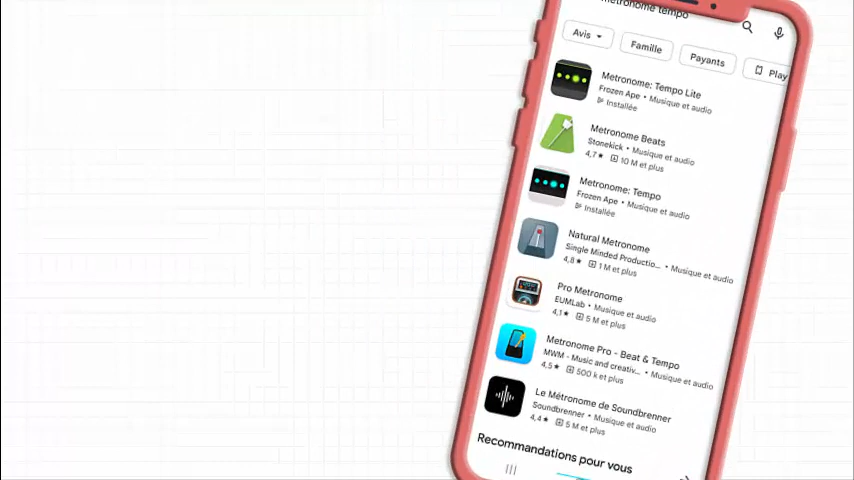 metronome tempo
Avis
Famille
Payants
Play
Metronome: Tempo Lite
Frozen Ape • Musique et audio
Installée
Metronome Beats
Stonekick • Musique et audio
4,7★ 10 M et plus
Metronome: Tempo
Frozen Ape • Musique et audio
Installée
Natural Metronome
Single Minded Productio... • Musique et audio
4,8★ 1 M et plus
Pro Metronome
EUMLab • Musique et audio
4,1★ 5 M et plus
Metronome Pro - Beat & Tempo
MWM - Music and creativ... • Musique et audio
4,5★ 500 k et plus
Le Métronome de Soundbrenner
Soundbrenner • Musique et audio
4,4★ 5 M et plus
Recommandations pour vous